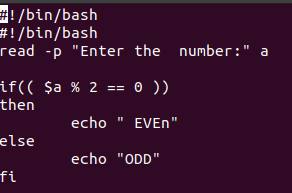 #!/bin/bash
#!/bin/bash
read -p "Enter the  number:" a

if(( $a % 2 == 0 ))
then
        echo " EVEn"
else
        echo "ODD"
fi